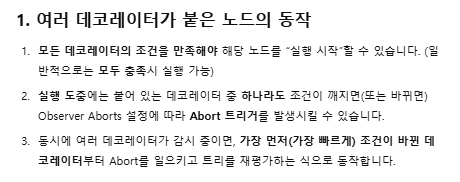 1. 여러 데코레이터가 붙은 노드의 동작
1. 모든 데코레이터의 조건을 만족해야 해당 노드를 “실행 시작”할 수 있습니다. (일
반적으로는 모두 충족시 실행 가능)
2. 실행 도중에는 붙어 있는 데코레이터 중 하나라도 조건이 깨지면(또는 바뀌면)
Observer Aborts 설정에 따라 Abort 트리거를 발생시킬 수 있습니다.
3. 동시에 여러 데코레이터가 감시 중이면, 가장 먼저(가장 빠르게) 조건이 바뀐 데
코레이터부터 Abort를 일으키고 트리를 재평가하는 식으로 동작합니다.